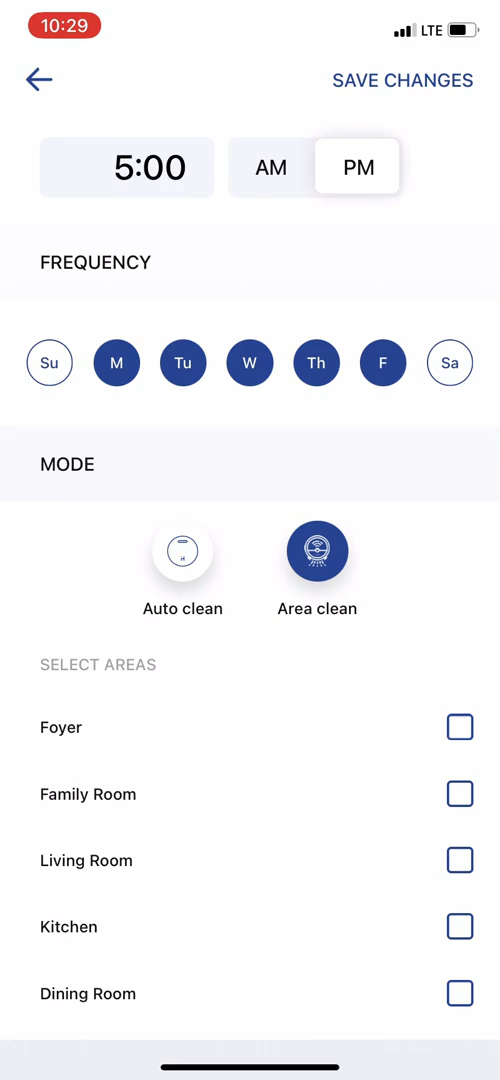 10:29
LTE
SAVE CHANGES
5:00 AM PM
FREQUENCY
Su M Tu W Th F Sa
MODE
Auto clean Area clean
SELECT AREAS
Foyer
Family Room
Living Room
Kitchen
Dining Room